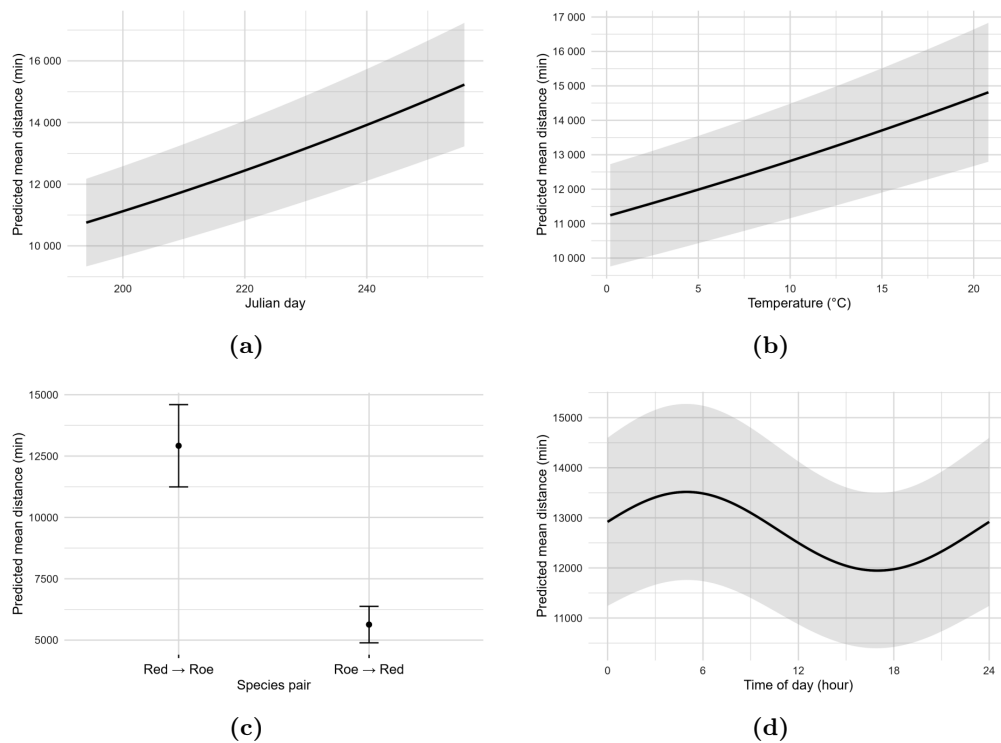 Predicted mean distance (min)
16 000
14 000
12 000
10 000
200 220 240
Julian day
(a)
Predicted mean distance (min)
17 000
16 000
15 000
14 000
13 000
12 000
11 000
10 000
0 5 10 15 20
Temperature (°C)
(b)
Predicted mean distance (min)
15000
12500
10000
7500
5000
Red → Roe Roe → Red
Species pair
(c)
Predicted mean distance (min)
15000
14000
13000
12000
11000
0 6 12 18 24
Time of day (hour)
(d)